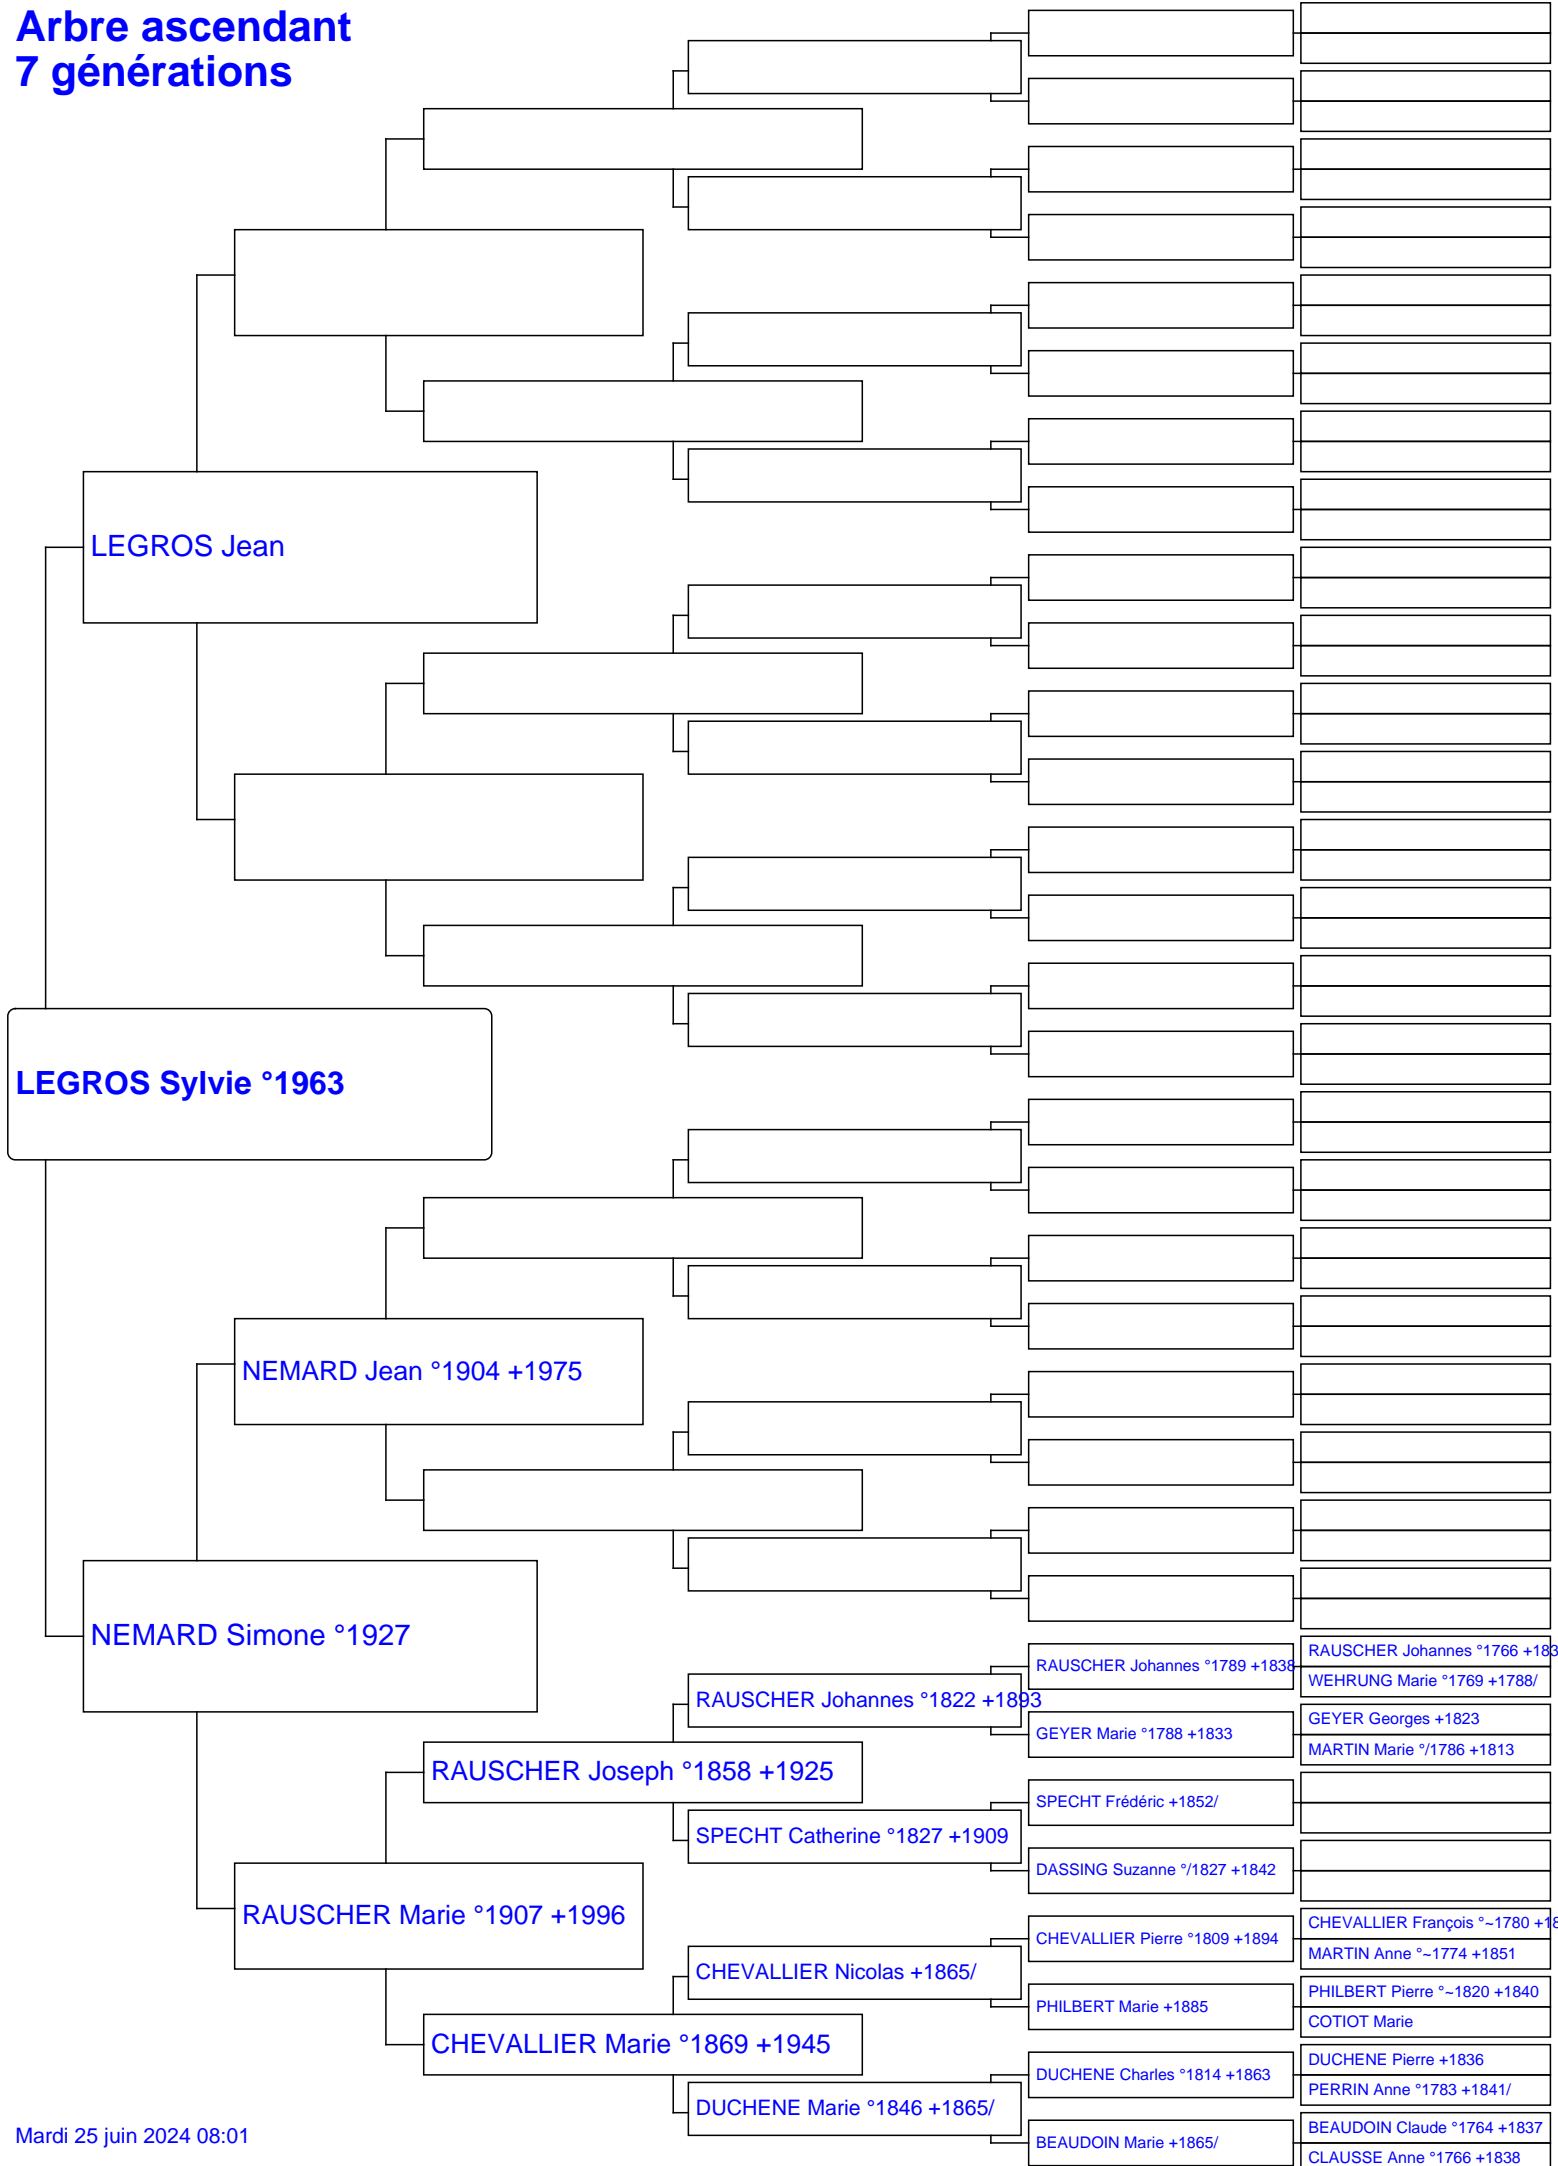 Arbre ascendant
7 générations
LEGROS Jean
LEGROS Sylvie °1963
NEMARD Jean °1904 +1975
NEMARD Simone °1927
RAUSCHER Johannes °1766 +183
RAUSCHER Johannes °1789 +1838
WEHRUNG Marie °1769 +1788/
RAUSCHER Johannes °1822 +1893
GEYER Georges +1823
GEYER Marie °1788 +1833
MARTIN Marie °/1786 +1813
RAUSCHER Joseph °1858 +1925
SPECHT Frédéric +1852/
SPECHT Catherine °1827 +1909
DASSING Suzanne °/1827 +1842
RAUSCHER Marie °1907 +1996
CHEVALLIER François °~1780 +18
CHEVALLIER Pierre °1809 +1894
MARTIN Anne °~1774 +1851
CHEVALLIER Nicolas +1865/
PHILBERT Pierre °~1820 +1840
PHILBERT Marie +1885
COTIOT Marie
CHEVALLIER Marie °1869 +1945
DUCHENE Pierre +1836
DUCHENE Charles °1814 +1863
PERRIN Anne °1783 +1841/
DUCHENE Marie °1846 +1865/
BEAUDOIN Claude °1764 +1837
BEAUDOIN Marie +1865/
CLAUSSE Anne °1766 +1838
Mardi 25 juin 2024 08:01